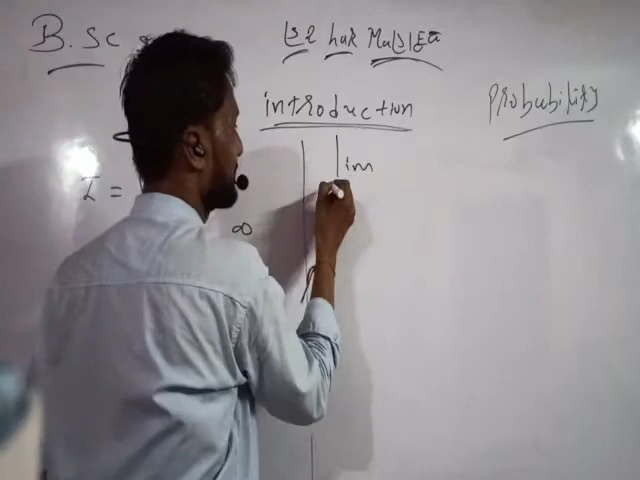 B.Sc
introduction
Probability
lim
I =
∞